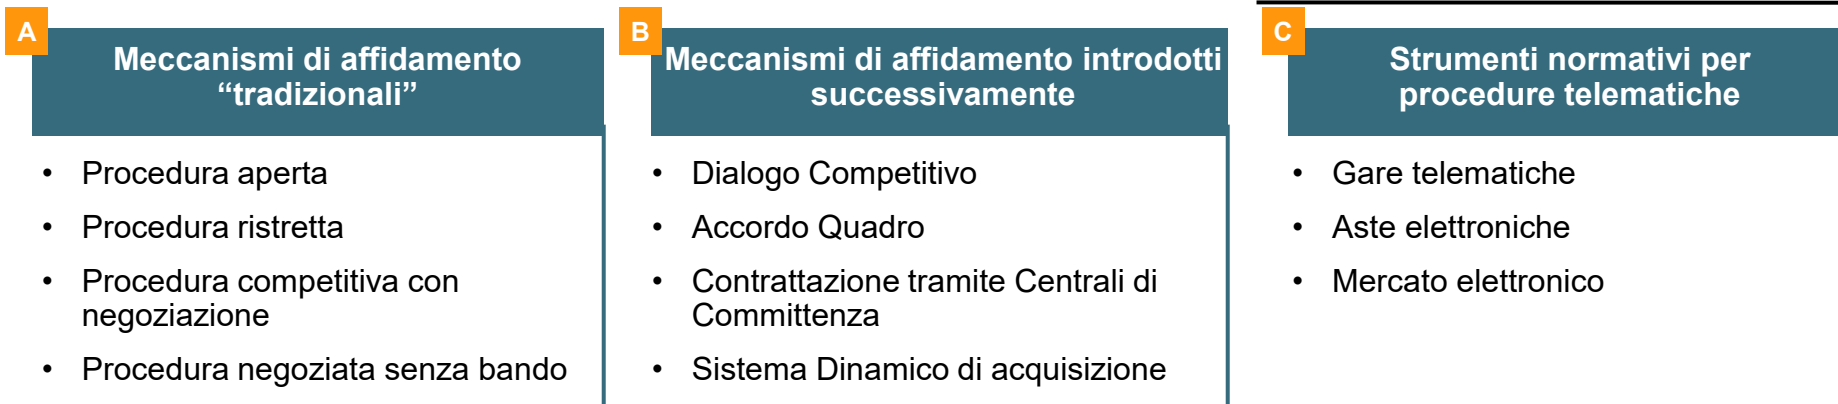 A
Meccanismi di affidamento
“tradizionali”
• Procedura aperta
• Procedura ristretta
• Procedura competitiva con
negoziazione
• Procedura negoziata senza bando
B
Meccanismi di affidamento introdotti
successivamente
• Dialogo Competitivo
• Accordo Quadro
• Contrattazione tramite Centrali di
Committenza
• Sistema Dinamico di acquisizione
C
Strumenti normativi per
procedure telematiche
• Gare telematiche
• Aste elettroniche
• Mercato elettronico